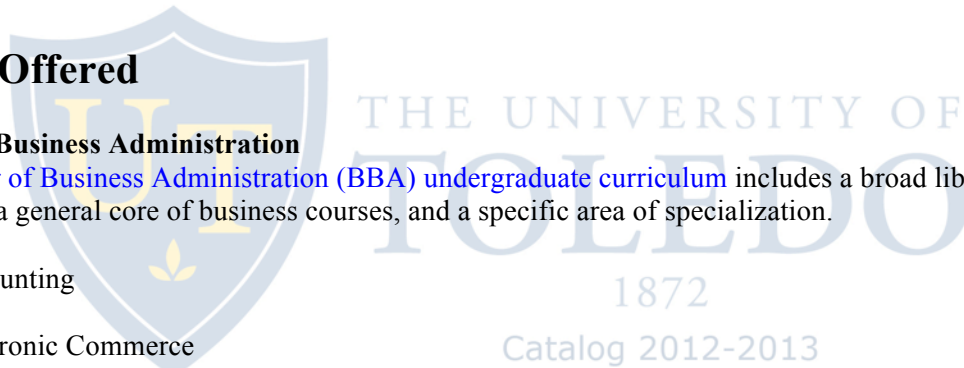 Offered
UT
THE UNIVERSITY OF
Business Administration
of Business Administration (BBA) undergraduate curriculum includes a broad lib
TOLEDO
a general core of business courses, and a specific area of specialization.
unting
1872
ronic Commerce
Catalog 2012-2013